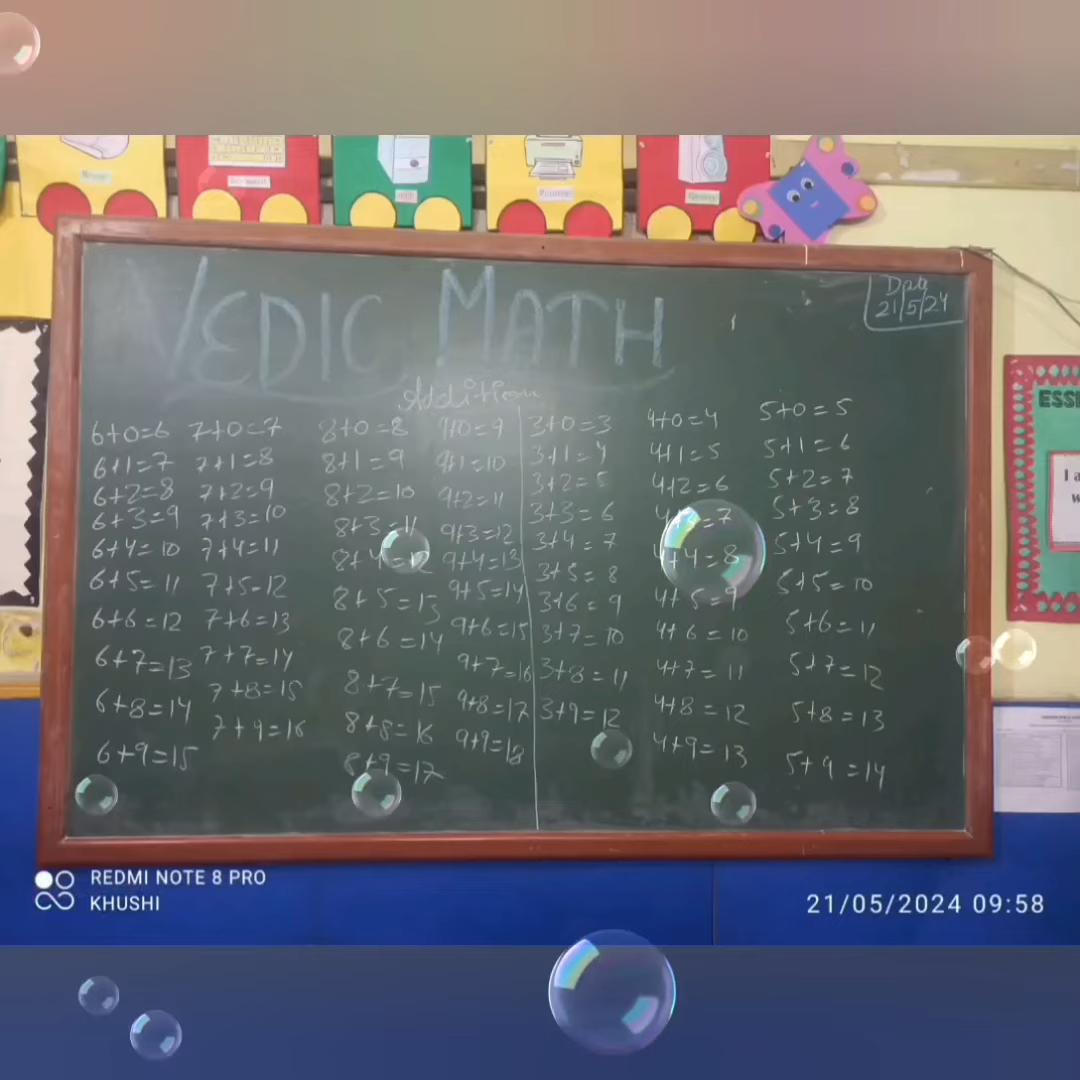 Printer
VEDIC MATH
21/5/24
Addition
6+0=6 7+0=7 8+0=8 9+0=9 3+0=3 4+0=4 5+0=5
6+1=7 7+1=8 8+1=9 9+1=10 3+1=4 4+1=5 5+1=6
6+2=8 7+2=9 8+2=10 9+2=11 3+2=5 4+2=6 5+2=7
6+3=9 7+3=10 8+3=11 9+3=12 3+3=6 4+3=7 5+3=8
6+4=10 7+4=11 8+4=12 9+4=13 3+4=7 4+4=8 5+4=9
6+5=11 7+5=12 8+5=13 9+5=14 3+5=8 4+5=9 5+5=10
6+6=12 7+6=13 8+6=14 9+6=15 3+6=9 4+6=10 5+6=11
6+7=13 7+7=14 8+7=15 9+7=16 3+7=10 4+7=11 5+7=12
6+8=14 7+8=15 8+8=16 9+8=17 3+8=11 4+8=12 5+8=13
6+9=15 7+9=16 8+9=17 9+9=18 3+9=12 4+9=13 5+9=14
ESSE
I a
w
REDMI NOTE 8 PRO
KHUSHI
21/05/2024 09:58